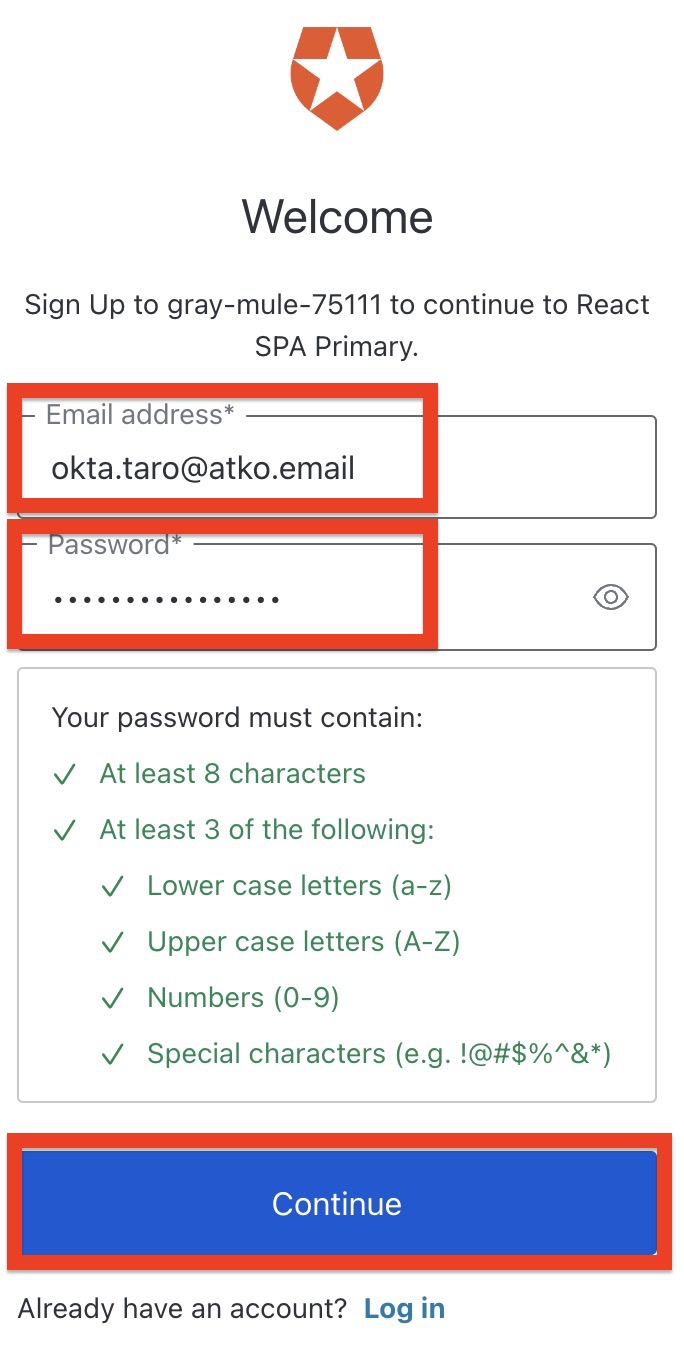 Welcome
Sign Up to gray-mule-75111 to continue to React
SPA Primary.
Email address*
okta.taro@atko.email
Password*
••••••••••••••••
Your password must contain:
At least 8 characters
At least 3 of the following:
Lower case letters (a-z)
Upper case letters (A-Z)
Numbers (0-9)
Special characters (e.g. !@#$%^&*)
Continue
Already have an account? Log in